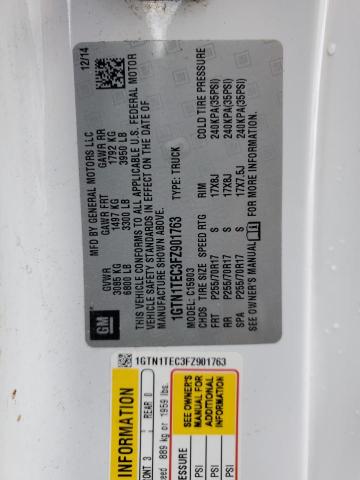 MFD BY GENERAL MOTORS LLC
12/14
GVWR GAWR FRT GAWR RR
3085 KG 1497 KG 1792 KG
6800 LB 3300 LB 3950 LB
THIS VEHICLE CONFORMS TO ALL APPLICABLE U.S. FEDERAL MOTOR
VEHICLE SAFETY STANDARDS IN EFFECT ON THE DATE OF
MANUFACTURE SHOWN ABOVE.
1GTN1TEC3FZ901763 TYPE: TRUCK
MODEL: C15903
CHDS TIRE SIZE SPEED RTG RIM COLD TIRE PRESSURE
FRT P255/70R17 S 17X8J 240KPA(35PSI)
RR P255/70R17 S 17X8J 240KPA(35PSI)
SPA P255/70R17 S 17X7.5J 240KPA(35PSI)
SEE OWNER'S MANUAL FOR MORE INFORMATION.
GM
1GTN1TEC3FZ901763
INFORMATION
ONT 3 REAR 0
ceed 889 kg or 1959 lbs.
ESSURE
PSI
PSI
PSI
SEE OWNER'S
MANUAL FOR
ADDITIONAL
INFORMATION